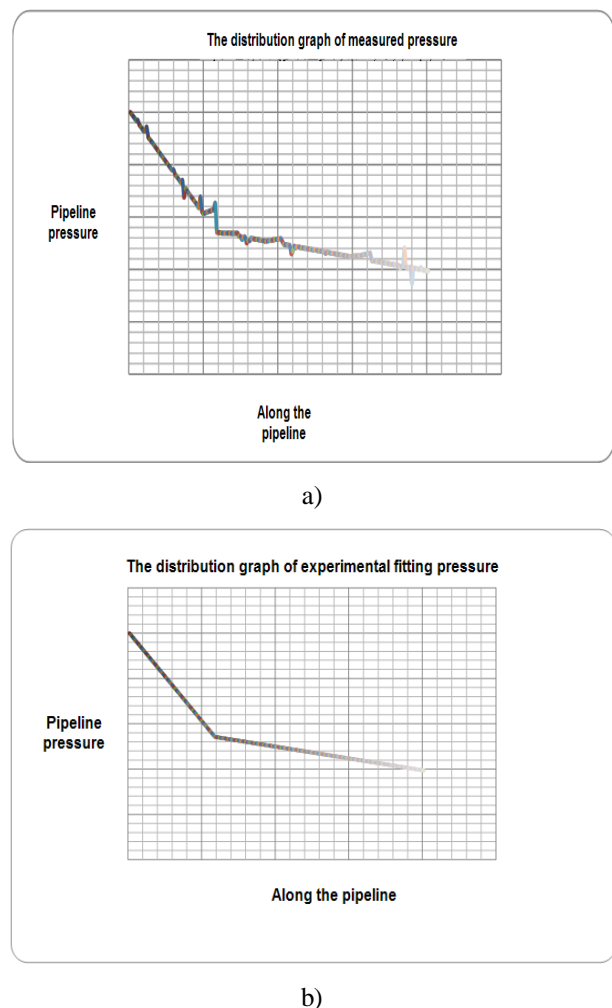 The distribution graph of measured pressure
Pipeline
pressure
Along the
pipeline
a)
The distribution graph of experimental fitting pressure
Pipeline
pressure
Along the pipeline
b)